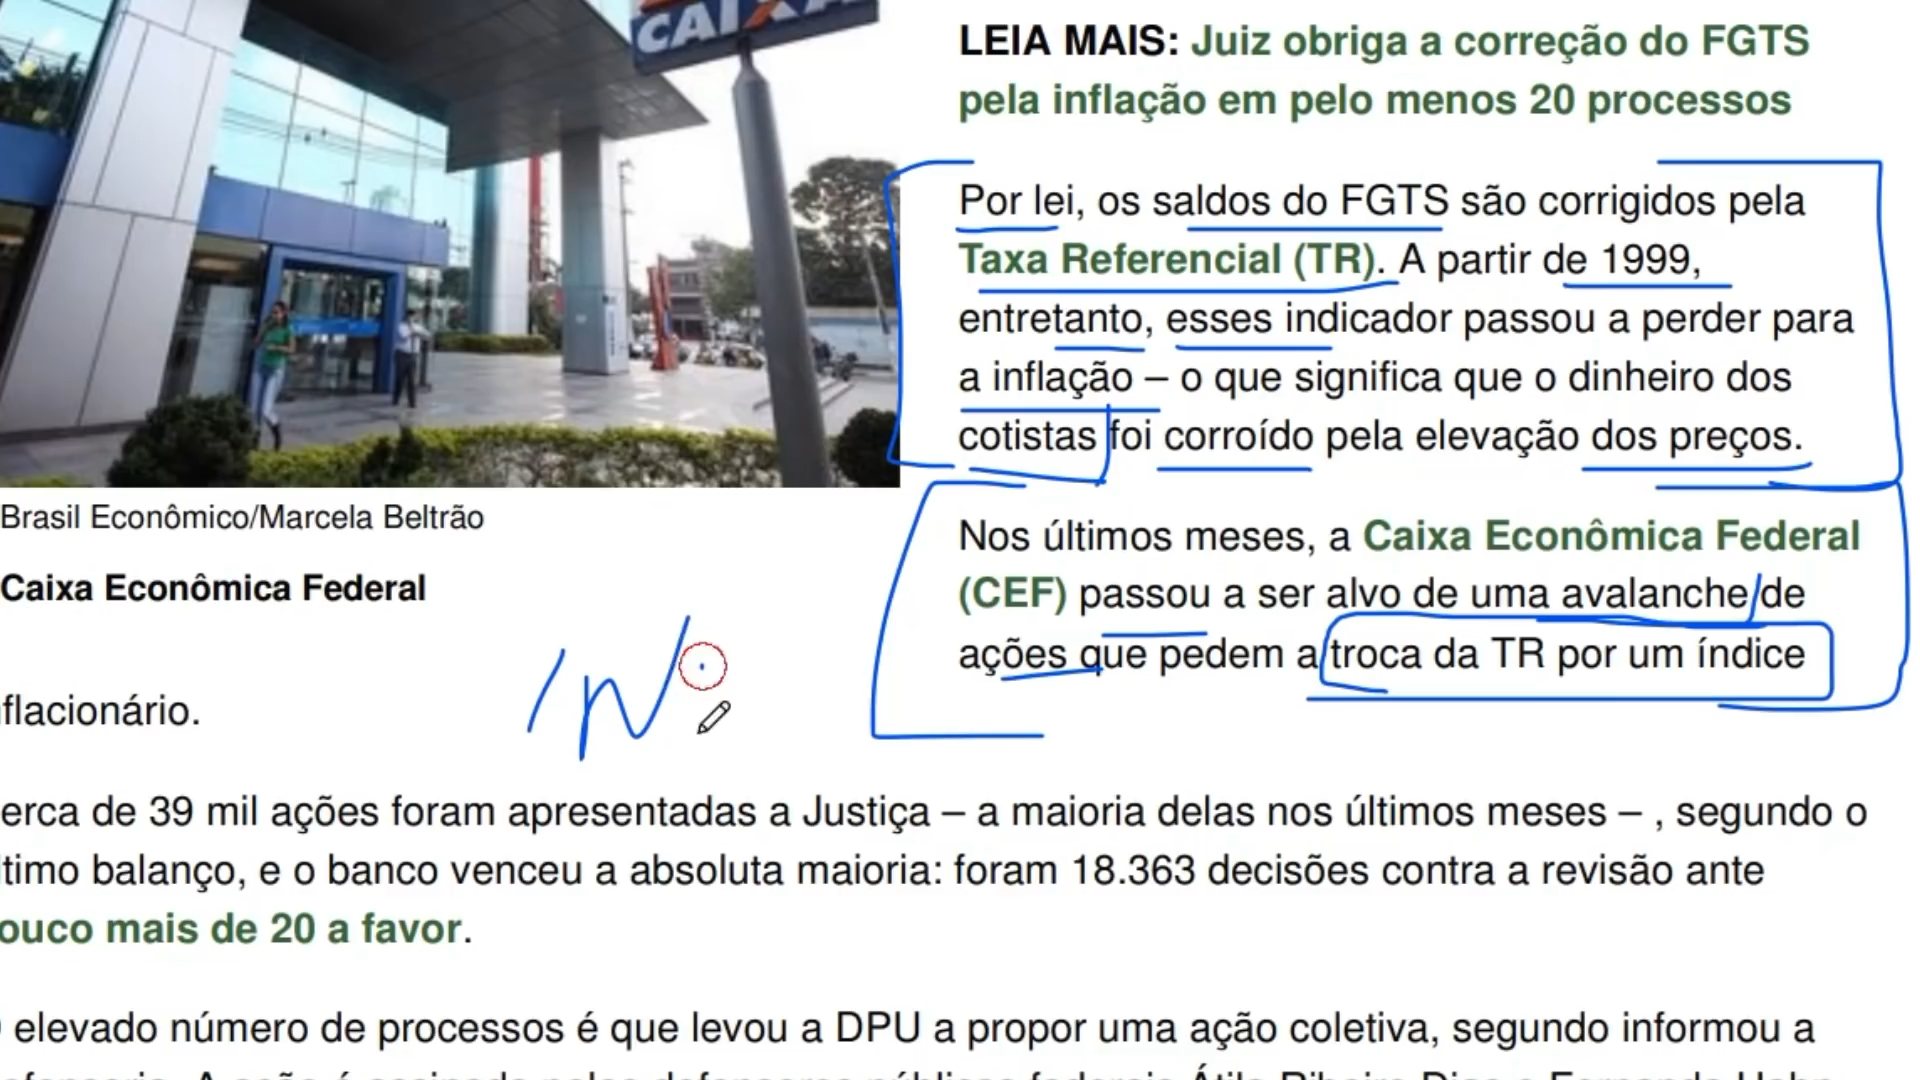 CAIXA
LEIA MAIS: Juiz obriga a correção do FGTS
pela inflação em pelo menos 20 processos
Por lei, os saldos do FGTS são corrigidos pela
Taxa Referencial (TR). A partir de 1999,
entretanto, esses indicador passou a perder para
a inflação – o que significa que o dinheiro dos
cotistas foi corroído pela elevação dos preços.
Brasil Econômico/Marcela Beltrão
Caixa Econômica Federal
Nos últimos meses, a Caixa Econômica Federal
(CEF) passou a ser alvo de uma avalanche de
ações que pedem a troca da TR por um índice
flacionário.
erca de 39 mil ações foram apresentadas a Justiça – a maioria delas nos últimos meses – , segundo o
ltimo balanço, e o banco venceu a absoluta maioria: foram 18.363 decisões contra a revisão ante
ouco mais de 20 a favor.
elevado número de processos é que levou a DPU a propor uma ação coletiva, segundo informou a